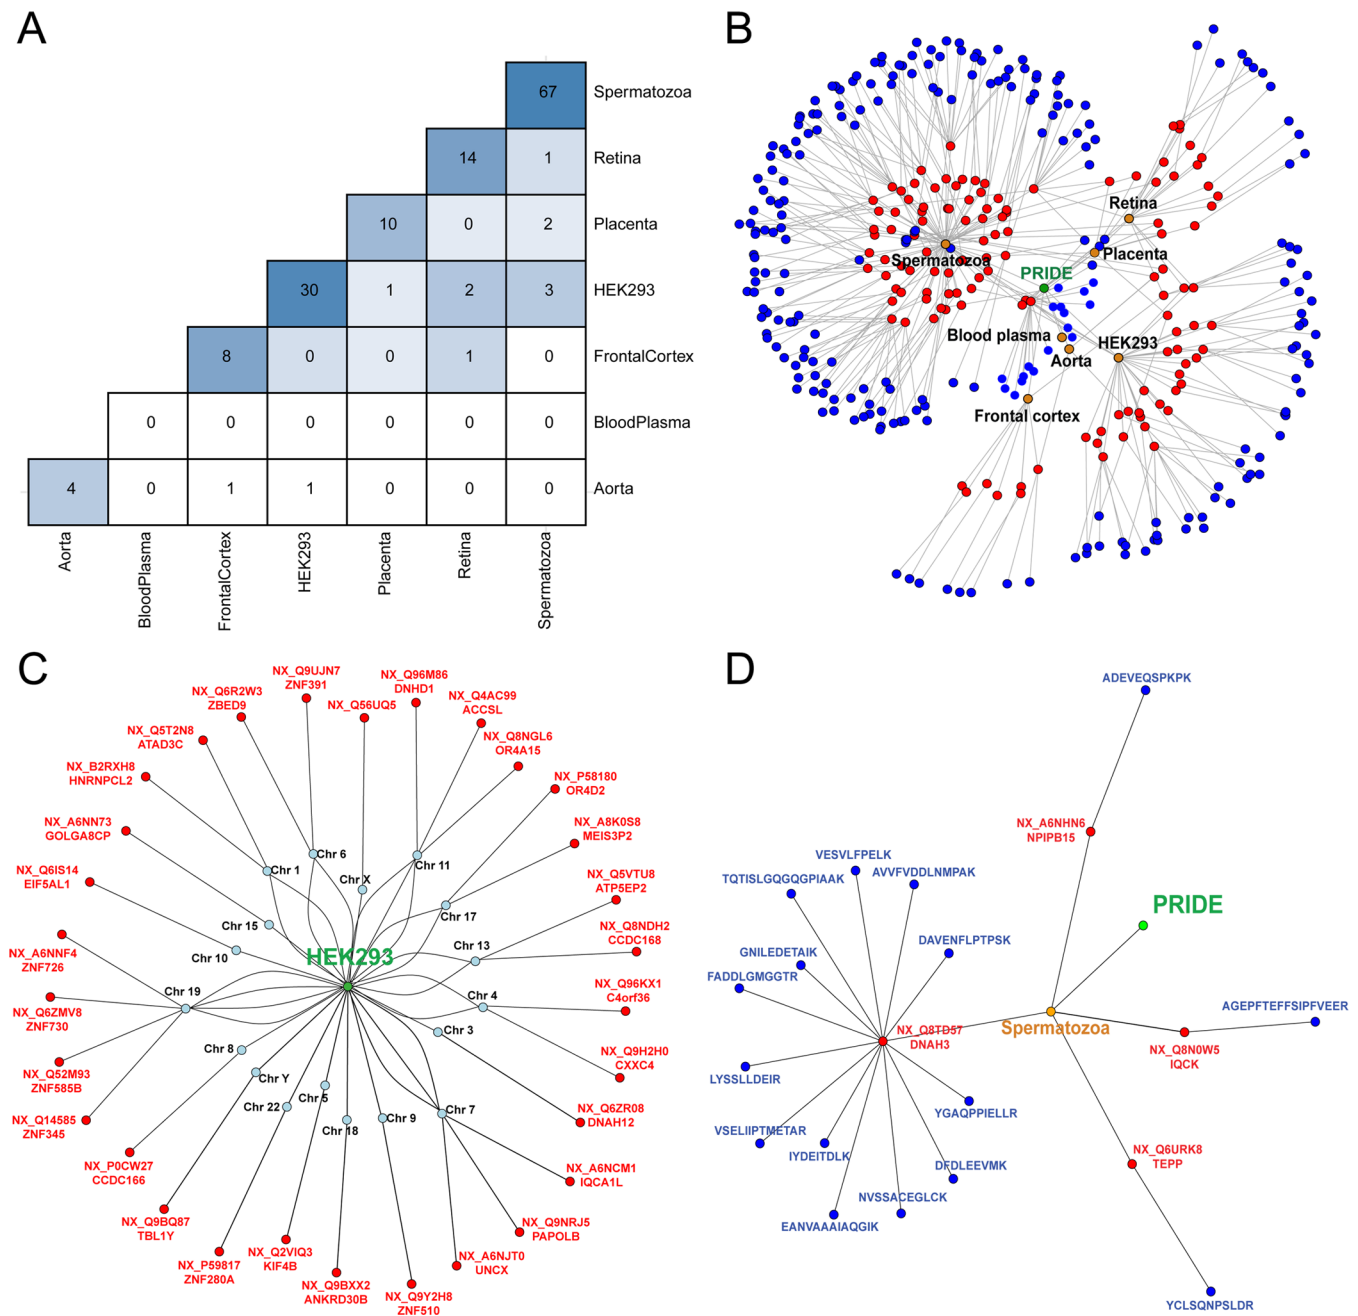 A
67 Spermatozoa
14 1 Retina
10 0 2 Placenta
30 1 2 3 HEK293
8 0 0 1 0 FrontalCortex
0 0 0 0 0 0 BloodPlasma
4 0 1 1 0 0 0 Aorta
Aorta
BloodPlasma
FrontalCortex
HEK293
Placenta
Retina
Spermatozoa
B
Retina
Spermatozoa
Placenta
PRIDE
Blood plasma
HEK293
Aorta
Frontal cortex
C
NX_Q9UJN7
ZNF391
NX_Q96M86
DNHD1
NX_Q6R2W3
ZBED9
NX_Q56UQ5
NX_Q4AC99
ACCSL
NX_Q5T2N8
ATAD3C
NX_Q8NGL6
OR4A15
NX_B2RXH8
HNRNPCL2
NX_P58180
OR4D2
NX_A6NN73
GOLGA8CP
NX_A8K0S8
MEIS3P2
NX_Q6IS14
EIF5AL1
NX_Q5VTU8
ATP5EP2
NX_Q8NDH2
CCDC168
NX_A6NNF4
ZNF726
NX_Q96KX1
C4orf36
NX_Q6ZMV8
ZNF730
NX_Q9H2H0
CXXC4
NX_Q52M93
ZNF585B
NX_Q6ZR08
DNAH12
NX_Q14585
ZNF345
NX_A6NCM1
IQCA1L
NX_P0CW27
CCDC166
NX_Q9NRJ5
PAPOLB
NX_Q9BQ87
TBL1Y
NX_A6NJT0
UNCX
NX_P59817
ZNF280A
NX_Q2VIQ3
KIF4B
NX_Q9BXX2
ANKRD30B
NX_Q9Y2H8
ZNF510
Chr 6
Chr 1
Chr 11
Chr X
Chr 17
Chr 15
Chr 13
Chr 10
HEK293
Chr 19
Chr 4
Chr 3
Chr 8
Chr Y
Chr 5
Chr 22
Chr 18
Chr 9
Chr 7
D
ADEVEQSPKPK
NX_A6NHN6
NPIPB15
VESVLFPELK
AVVFVDDLNMPAK
TQTISLGQGQGPIAAK
PRIDE
DAVENFLPTPSK
GNILEDETAIK
FADDLGMGGTR
AGEPFTEFFSIPFVEER
Spermatozoa
NX_Q8TD57
DNAH3
NX_Q8N0W5
IQCK
LYSSLLDEIR
YGAQPPIELLR
VSELIIPTMETAR
IYDEITDLK
NX_Q6URK8
TEPP
DFDLEEVMK
NVSSACEGLCK
EANVAAAIAQGIK
YCLSQNPSLDR